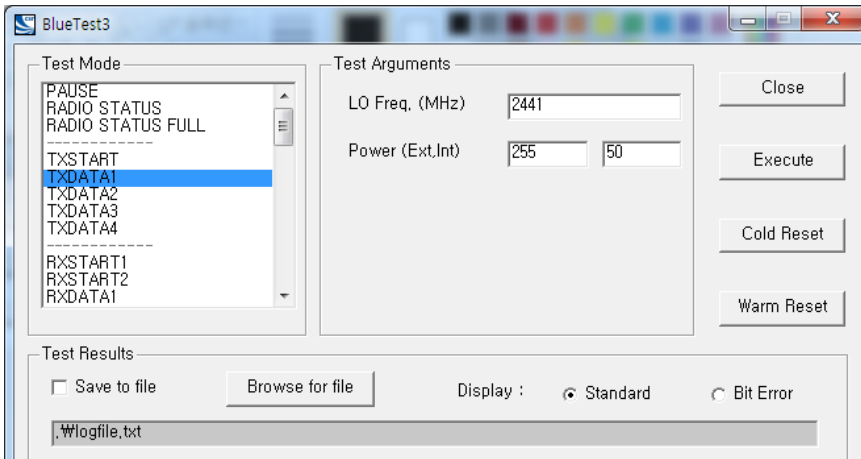 BlueTest3
Test Mode
PAUSE
RADIO STATUS
RADIO STATUS FULL
------------
TXSTART
TXDATA1
TXDATA2
TXDATA3
TXDATA4
------------
RXSTART1
RXSTART2
RXDATA1
Test Arguments
LO Freq. (MHz) 2441
Power (Ext,Int) 255 50
Close
Execute
Cold Reset
Warm Reset
Test Results
Save to file Browse for file Display : Standard Bit Error
.₩logfile.txt